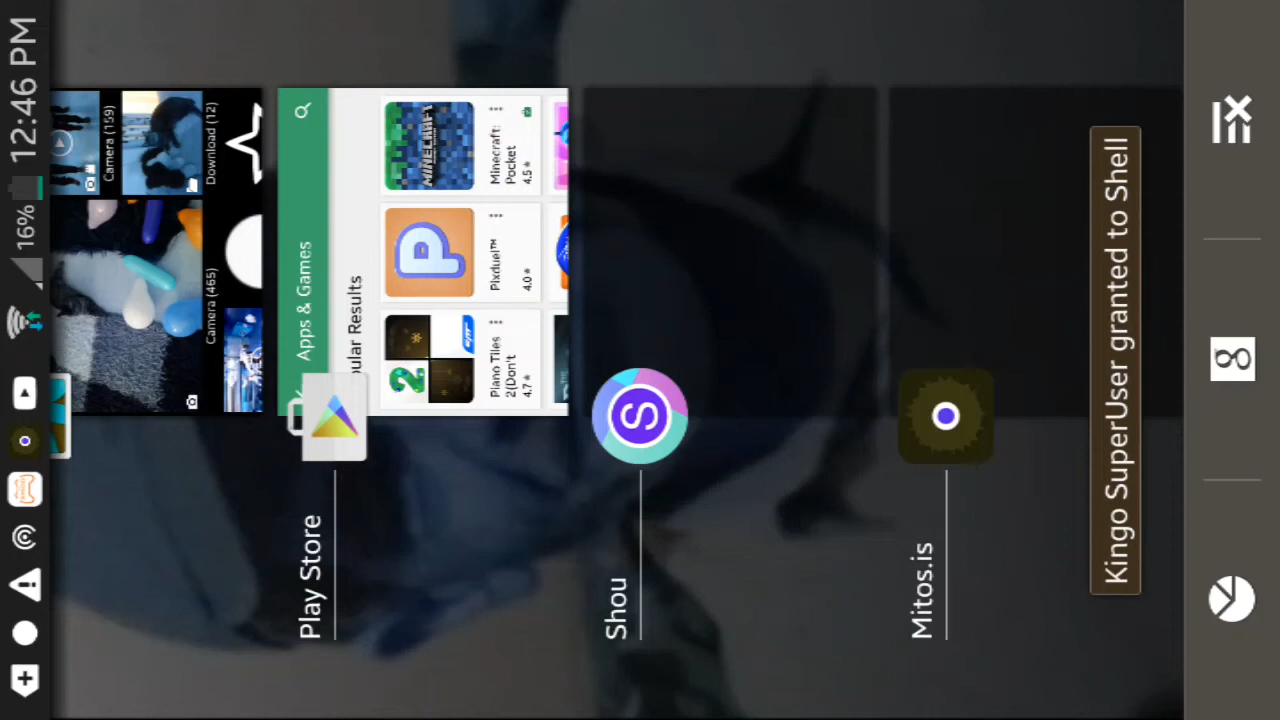 16% 12:46 PM
Camera (465)
Camera (159)
Download (12)
Apps & Games
ular Results
Piano Tiles
2(Don't
4.7★
Pixduel™
4.0★
MINECRAFT
Minecraft:
Pocket
4.5★
Play Store
Shou
Mitos.is
Kingo SuperUser granted to Shell